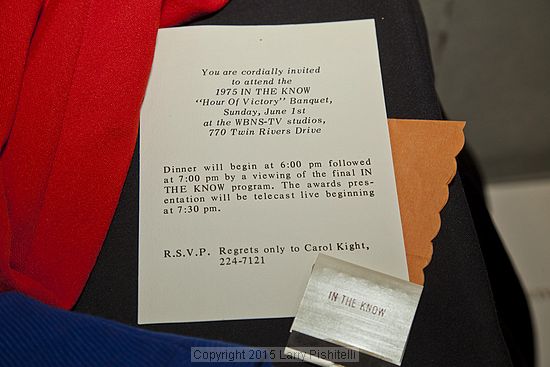 You are cordially invited
to attend the
1975 IN THE KNOW
"Hour Of Victory" Banquet,
Sunday, June 1st
at the WBNS-TV studios,
770 Twin Rivers Drive
Dinner will begin at 6:00 pm followed
at 7:00 pm by a viewing of the final IN
THE KNOW program. The awards pres-
entation will be telecast live beginning
at 7:30 pm.
R.S.V.P. Regrets only to Carol Kight,
224-7121
IN THE KNOW
Copyright 2015 Larry Pishitelli